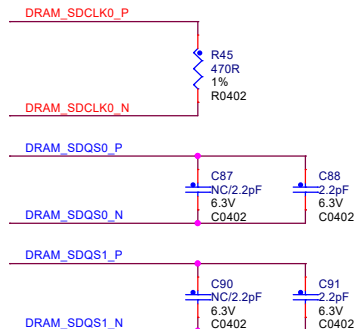 DRAM_SDCLK0_P
R45
470R
1%
R0402
DRAM_SDCLK0_N
DRAM_SDQS0_P
C87
NC/2.2pF
6.3V
C0402
C88
2.2pF
6.3V
C0402
DRAM_SDQS0_N
DRAM_SDQS1_P
C90
NC/2.2pF
6.3V
C0402
C91
2.2pF
6.3V
C0402
DRAM_SDQS1_N